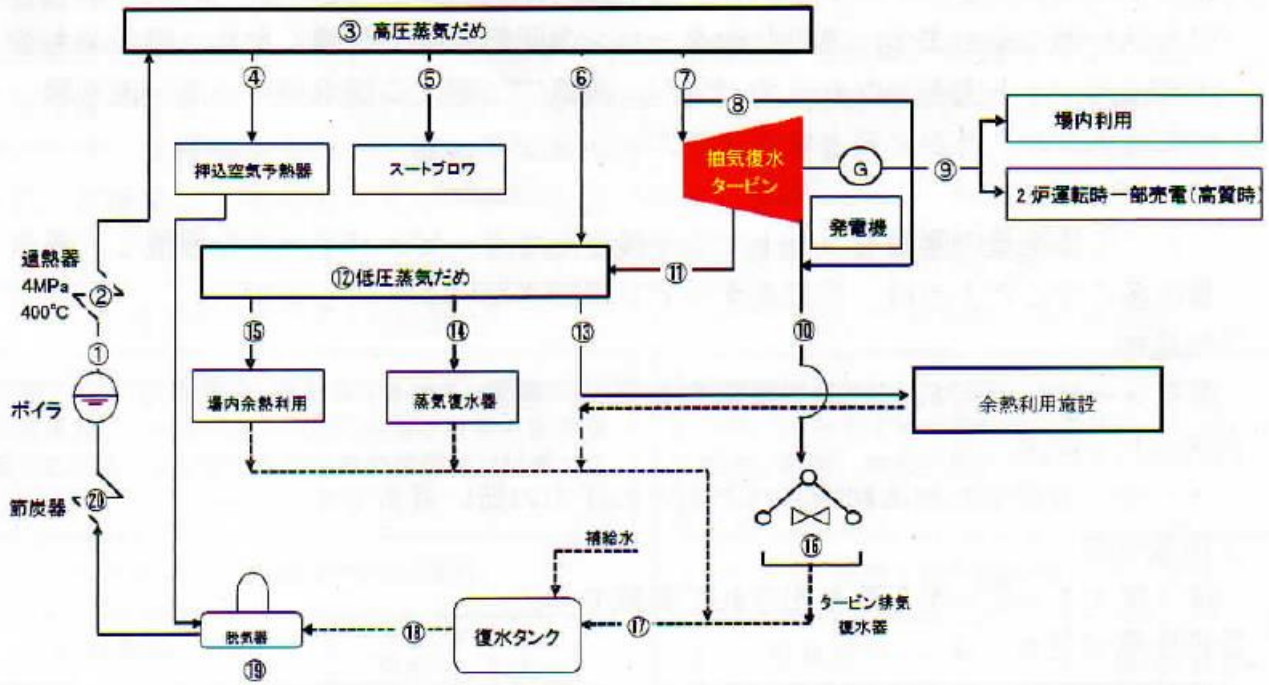 ③ 高圧蒸気だめ
④
⑤
⑥
⑦
⑧
押込空気予熱器
スートブロワ
抽気復水
タービン
G
⑨
場内利用
2炉運転時一部売電(高質時)
発電機
過熱器
4MPa
400℃
②
⑫低圧蒸気だめ
⑪
①
ボイラ
⑮
⑭
⑬
⑩
場内余熱利用
蒸気復水器
余熱利用施設
節炭器
⑳
補給水
⑯
タービン排気
復水器
脱気器
⑲
⑱
復水タンク
⑰